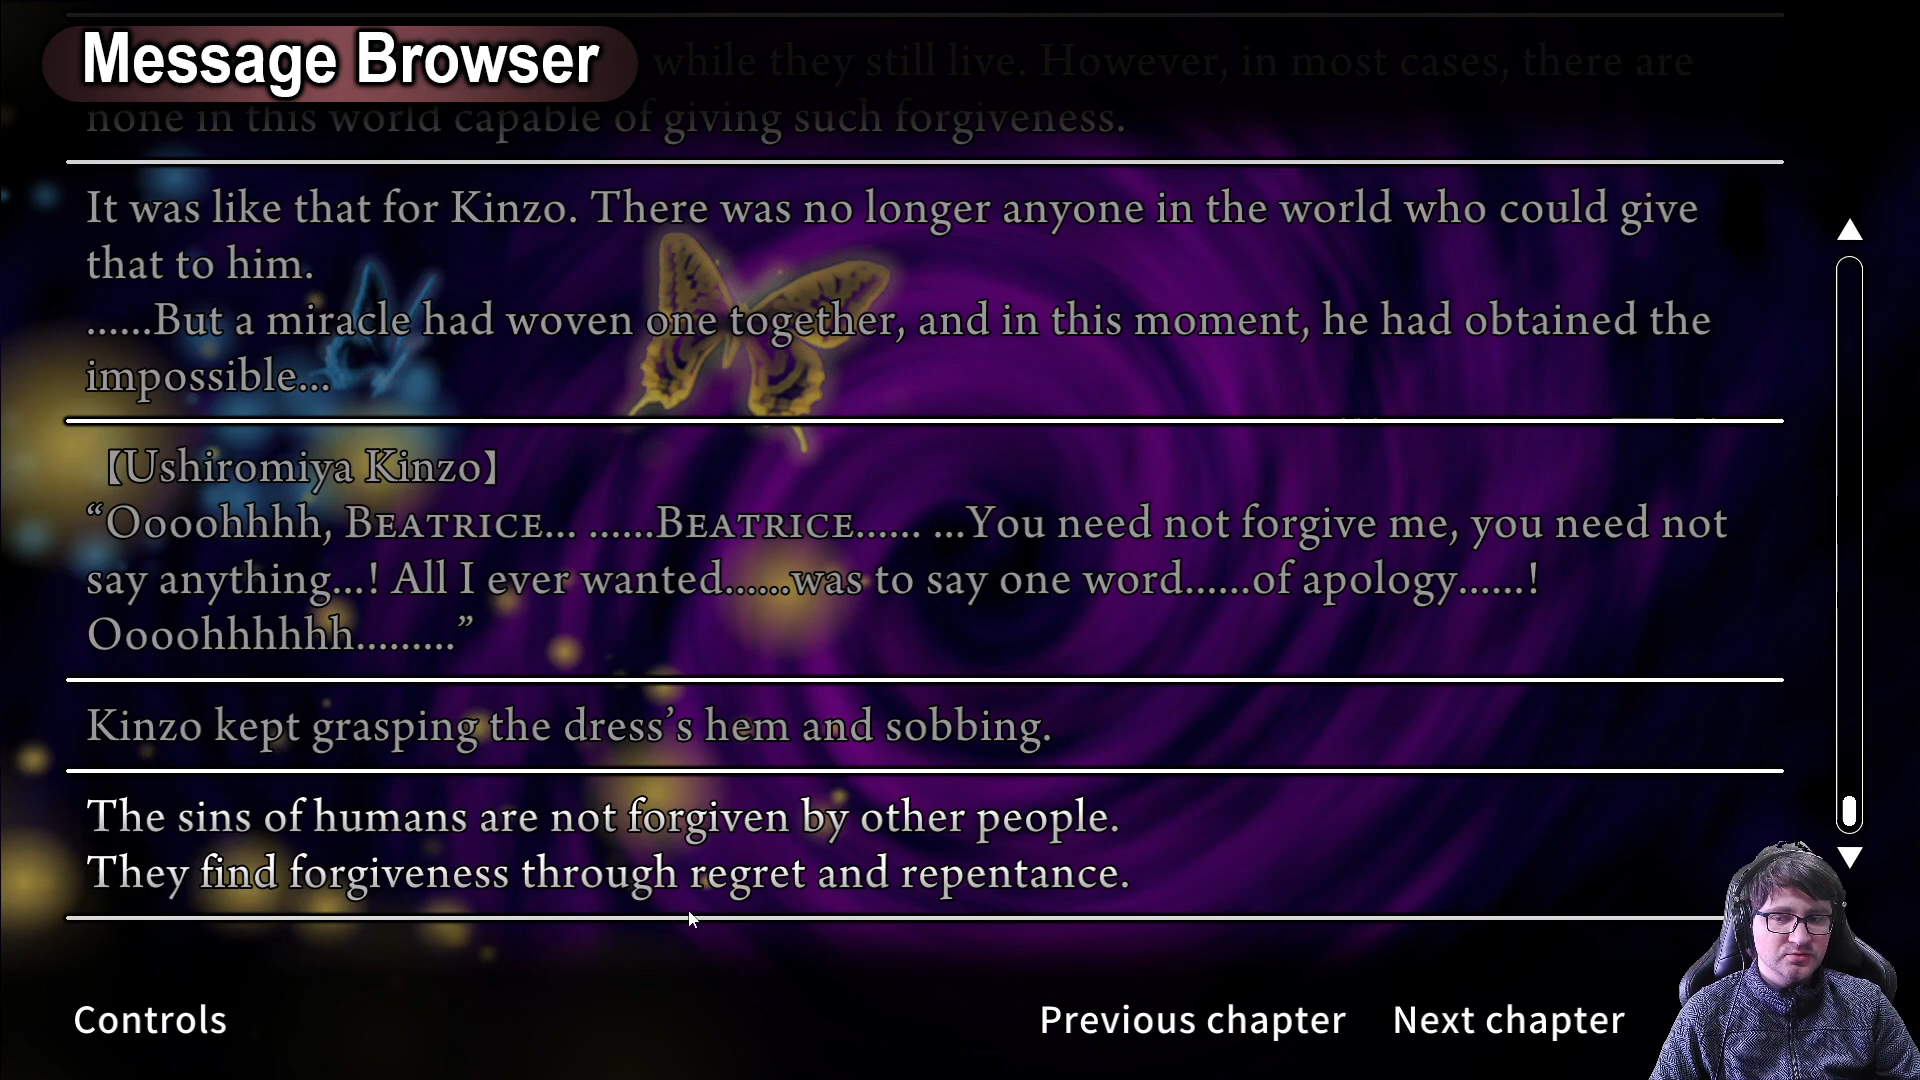 Message Browser
while they still live. However, in most cases, there are
none in this world capable of giving such forgiveness.
It was like that for Kinzo. There was no longer anyone in the world who could give
that to him.
......But a miracle had woven one together, and in this moment, he had obtained the
impossible...
【Ushiromiya Kinzo】
“Oooohhhh, BEATRICE... ......BEATRICE...... ...You need not forgive me, you need not
say anything...! All I ever wanted......was to say one word......of apology......!
Oooohhhhhh.........”
Kinzo kept grasping the dress’s hem and sobbing.
The sins of humans are not forgiven by other people.
They find forgiveness through regret and repentance.
Controls
Previous chapter
Next chapter